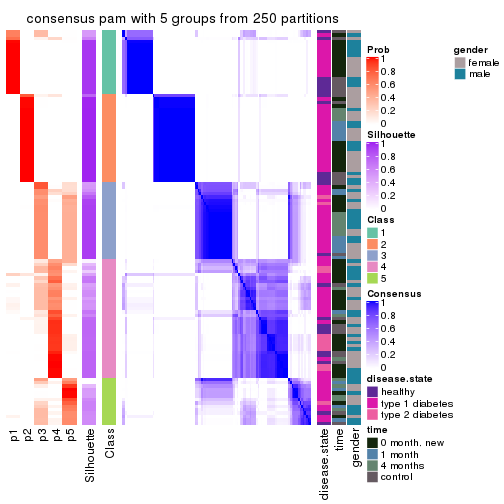 consensus pam with 5 groups from 250 partitions
Prob
1
0.8
0.6
0.4
0.2
0
gender
female
male
Silhouette
1
0.8
0.6
0.4
0.2
0
Class
1
2
3
4
5
Consensus
1
0.8
0.6
0.4
0.2
0
disease.state
healthy
type 1 diabetes
type 2 diabetes
time
0 month. new
1 month
4 months
control
p1
p2
p3
p4
p5
Silhouette
Class
disease.state
time
gender